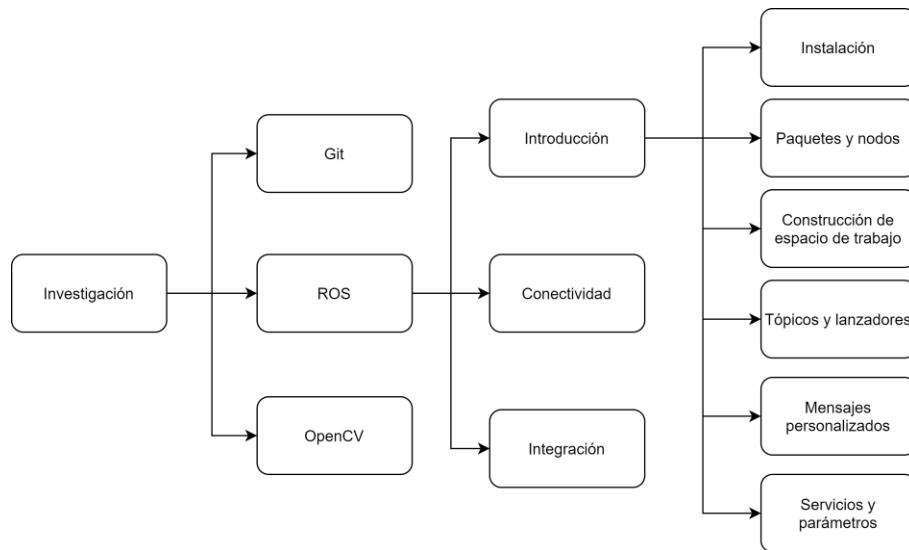 Investigación
Git
ROS
OpenCV
Introducción
Conectividad
Integración
Instalación
Paquetes y nodos
Construcción de
espacio de trabajo
Tópicos y lanzadores
Mensajes
personalizados
Servicios y
parámetros